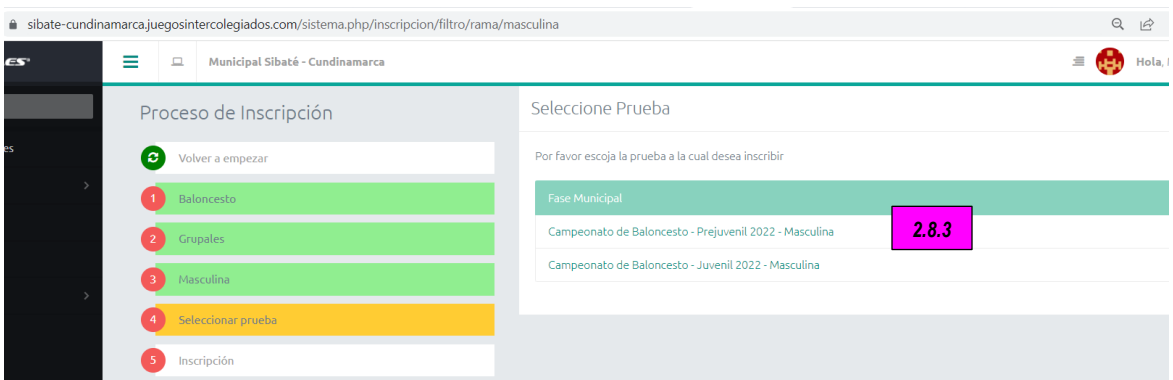 sibate-cundinamarca.juegosintercolegiados.com/sistema.php/inscripcion/filtro/rama/masculina
ES
Municipal Sibaté - Cundinamarca
Hola,
es
Proceso de Inscripción
Volver a empezar
1 Baloncesto
2 Grupales
3 Masculina
4 Seleccionar prueba
5 Inscripción
Seleccione Prueba
Por favor escoja la prueba a la cual desea inscribir
Fase Municipal
Campeonato de Baloncesto - Prejuvenil 2022 - Masculina
2.8.3
Campeonato de Baloncesto - Juvenil 2022 - Masculina